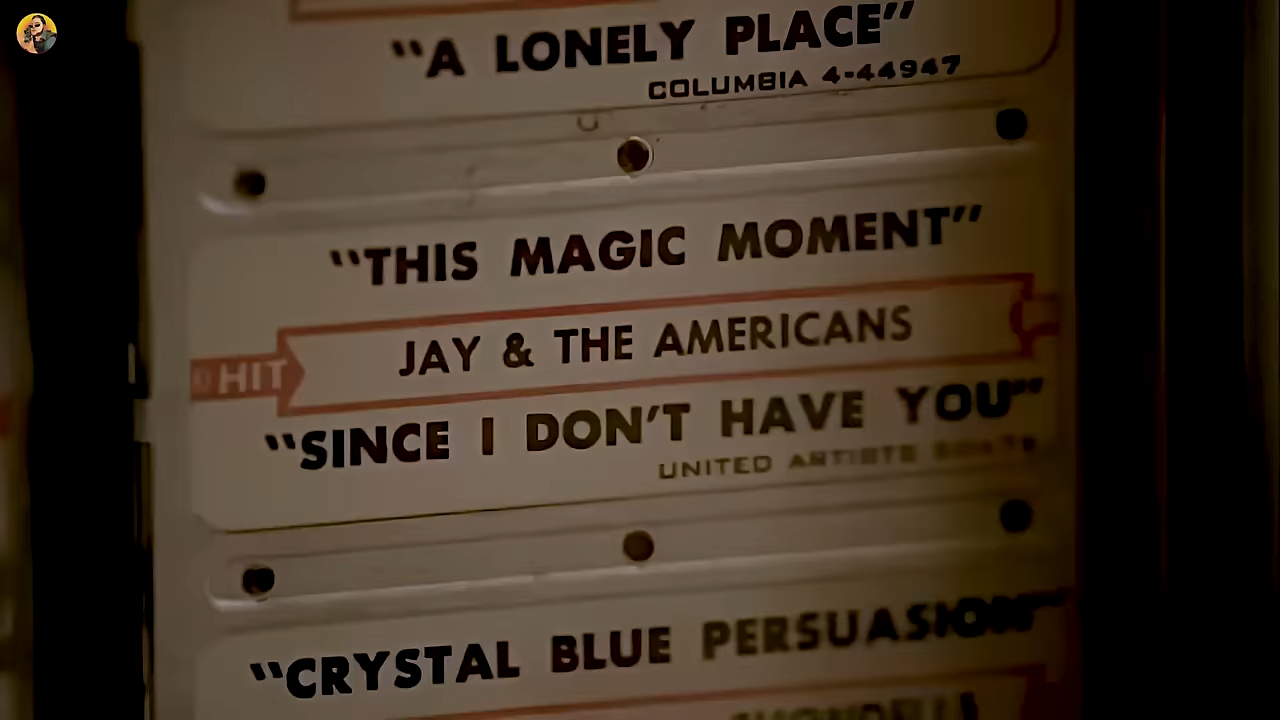 “A LONELY PLACE”
COLUMBIA 4-44947
“THIS MAGIC MOMENT”
JAY & THE AMERICANS
HIT
“SINCE I DON'T HAVE YOU”
UNITED ARTISTS
“CRYSTAL BLUE PERSUASION”